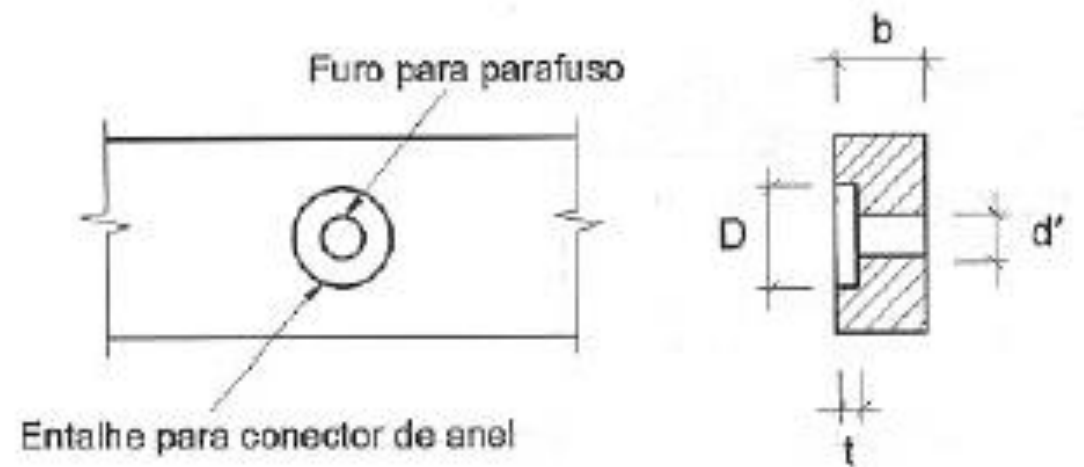 Furo para parafuso
b
D
d'
Entalhe para conector de anel
t